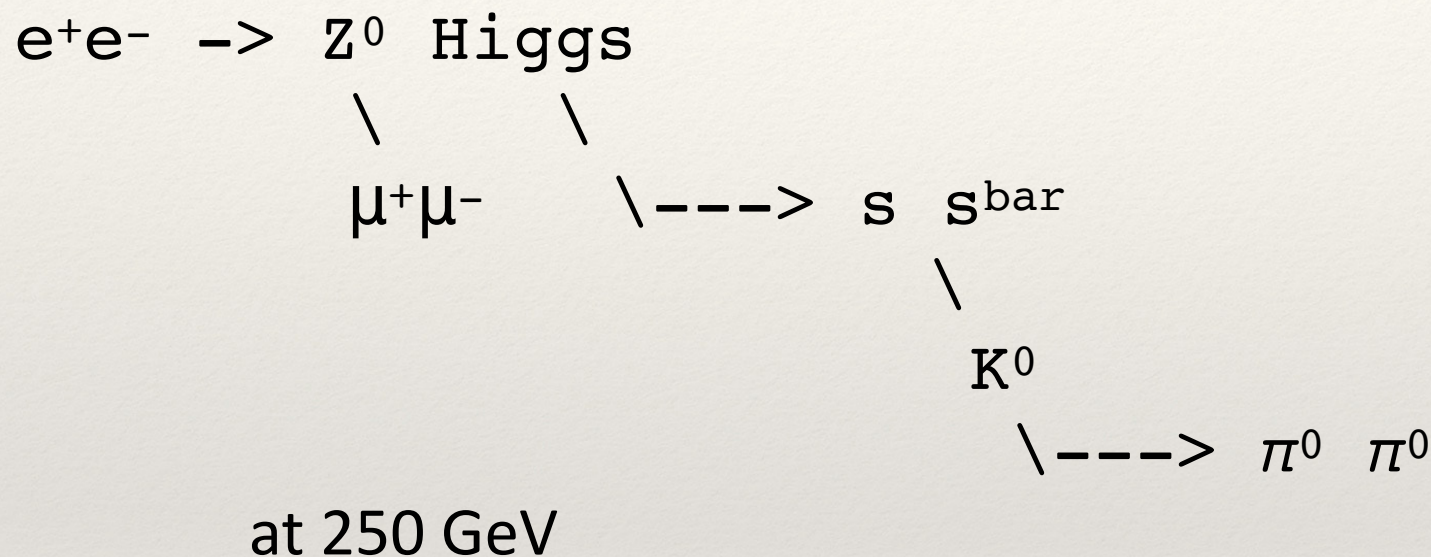 e⁺e⁻ -> Z⁰ Higgs
\ \
μ⁺μ⁻ \---> s sᵇᵃʳ
\
K⁰
\---> π⁰ π⁰
at 250 GeV